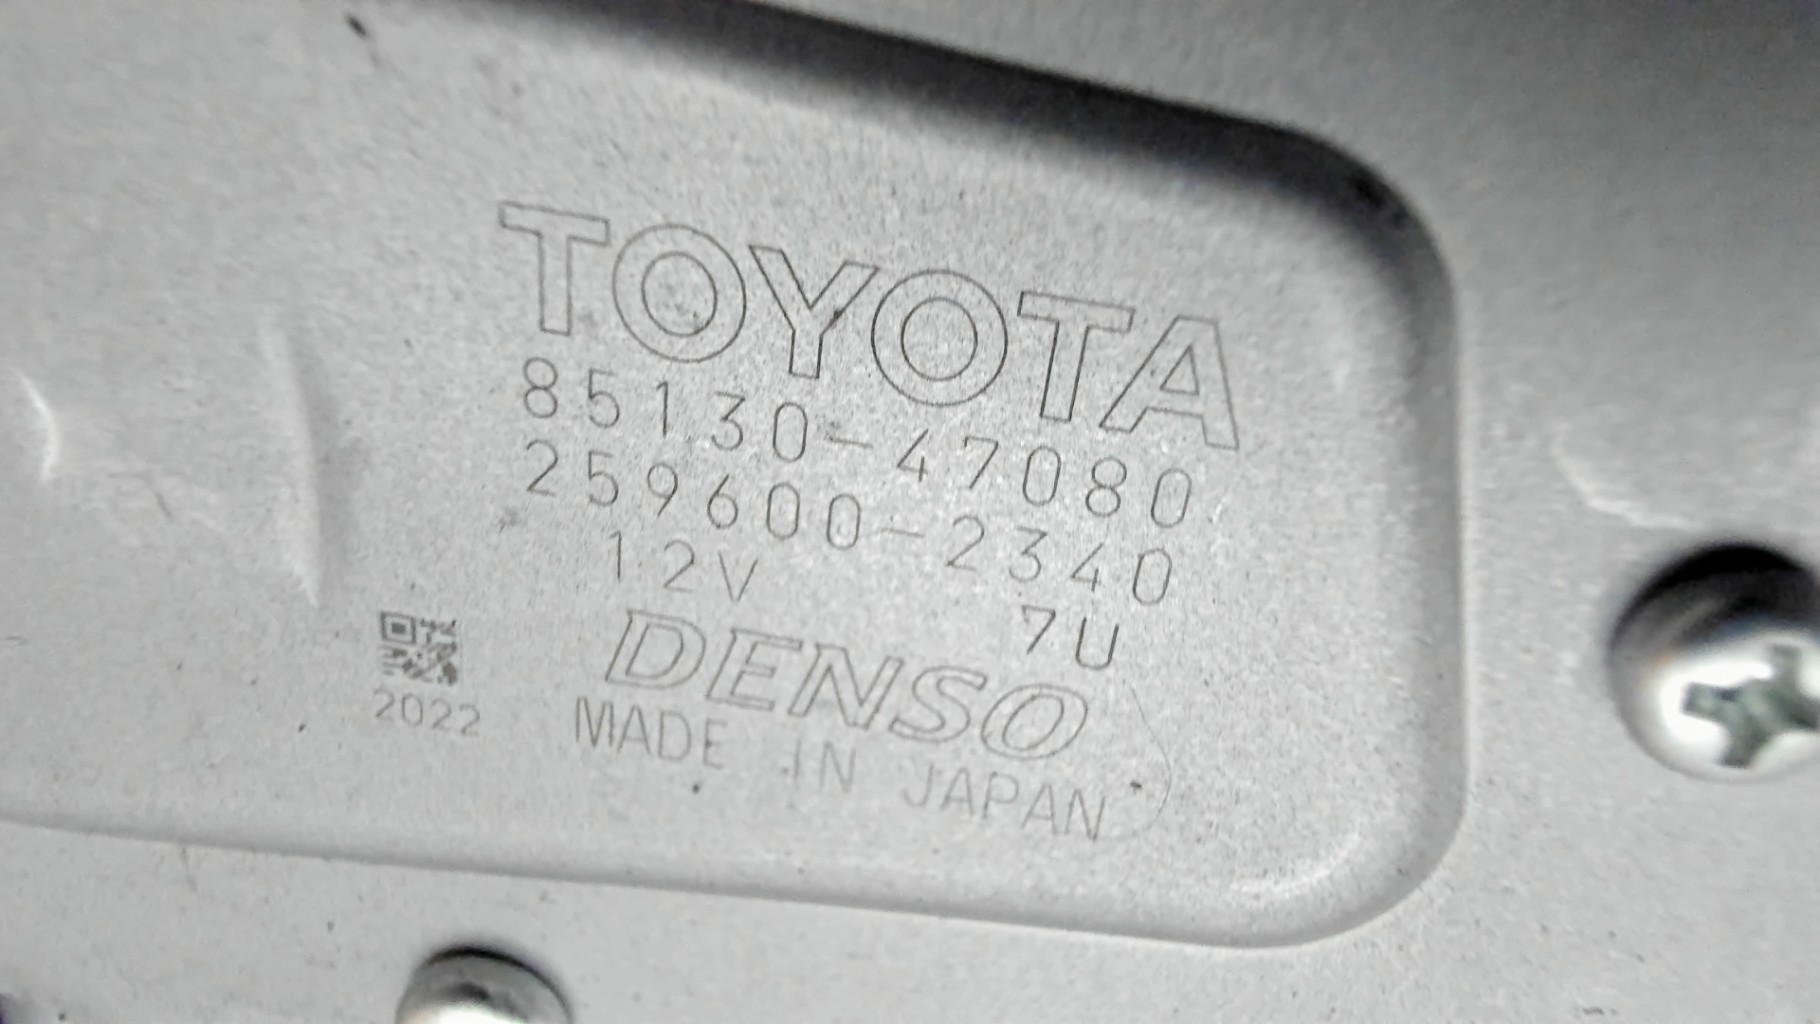 TOYOTA
85130-47080
259600-2340
12V 7U
DENSO
2022
MADE IN JAPAN